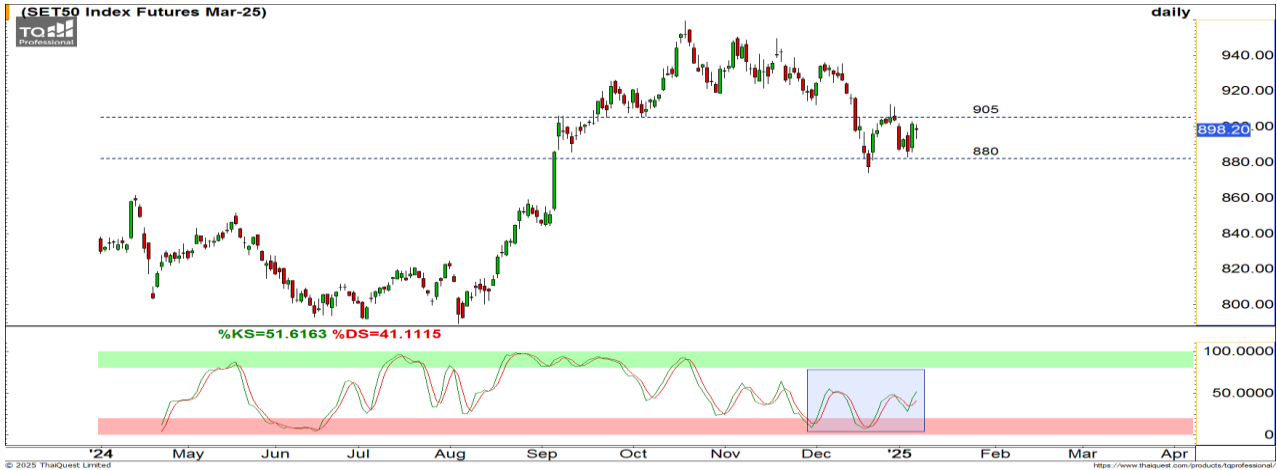 (SET50 Index Futures Mar-25) daily
TQ
Professional
940.00
920.00
905
900.00
898.20
880
880.00
860.00
840.00
820.00
800.00
%KS=51.6163 %DS=41.1115
100.0000
50.0000
0
'24 May Jun Jul Aug Sep Oct Nov Dec '25 Feb Mar Apr
© 2025 ThaiQuest Limited https://www.thaiquest.com/products/tqprofessional/